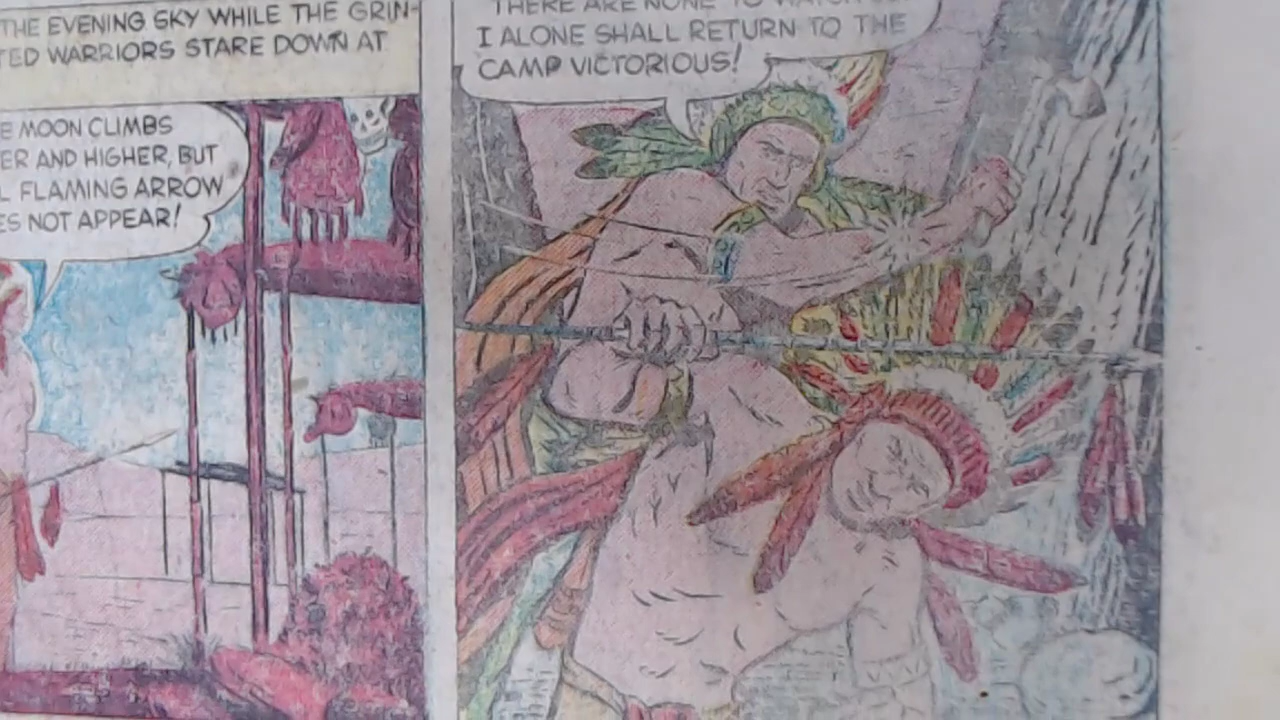 THE EVENING SKY WHILE THE GRIN-
TED WARRIORS STARE DOWN AT
E MOON CLIMBS
ER AND HIGHER, BUT
L FLAMING ARROW
ES NOT APPEAR!
THERE ARE NONE TO
I ALONE SHALL RETURN TO THE
CAMP VICTORIOUS!